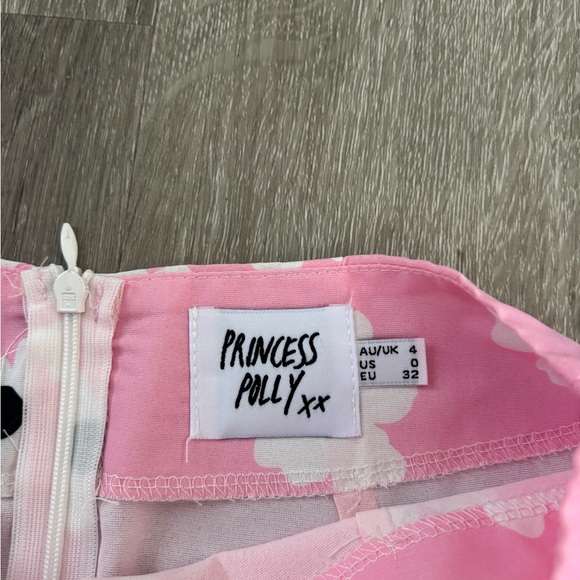 PRINCESS
POLLY xx
AU/UK 4
US 0
EU 32